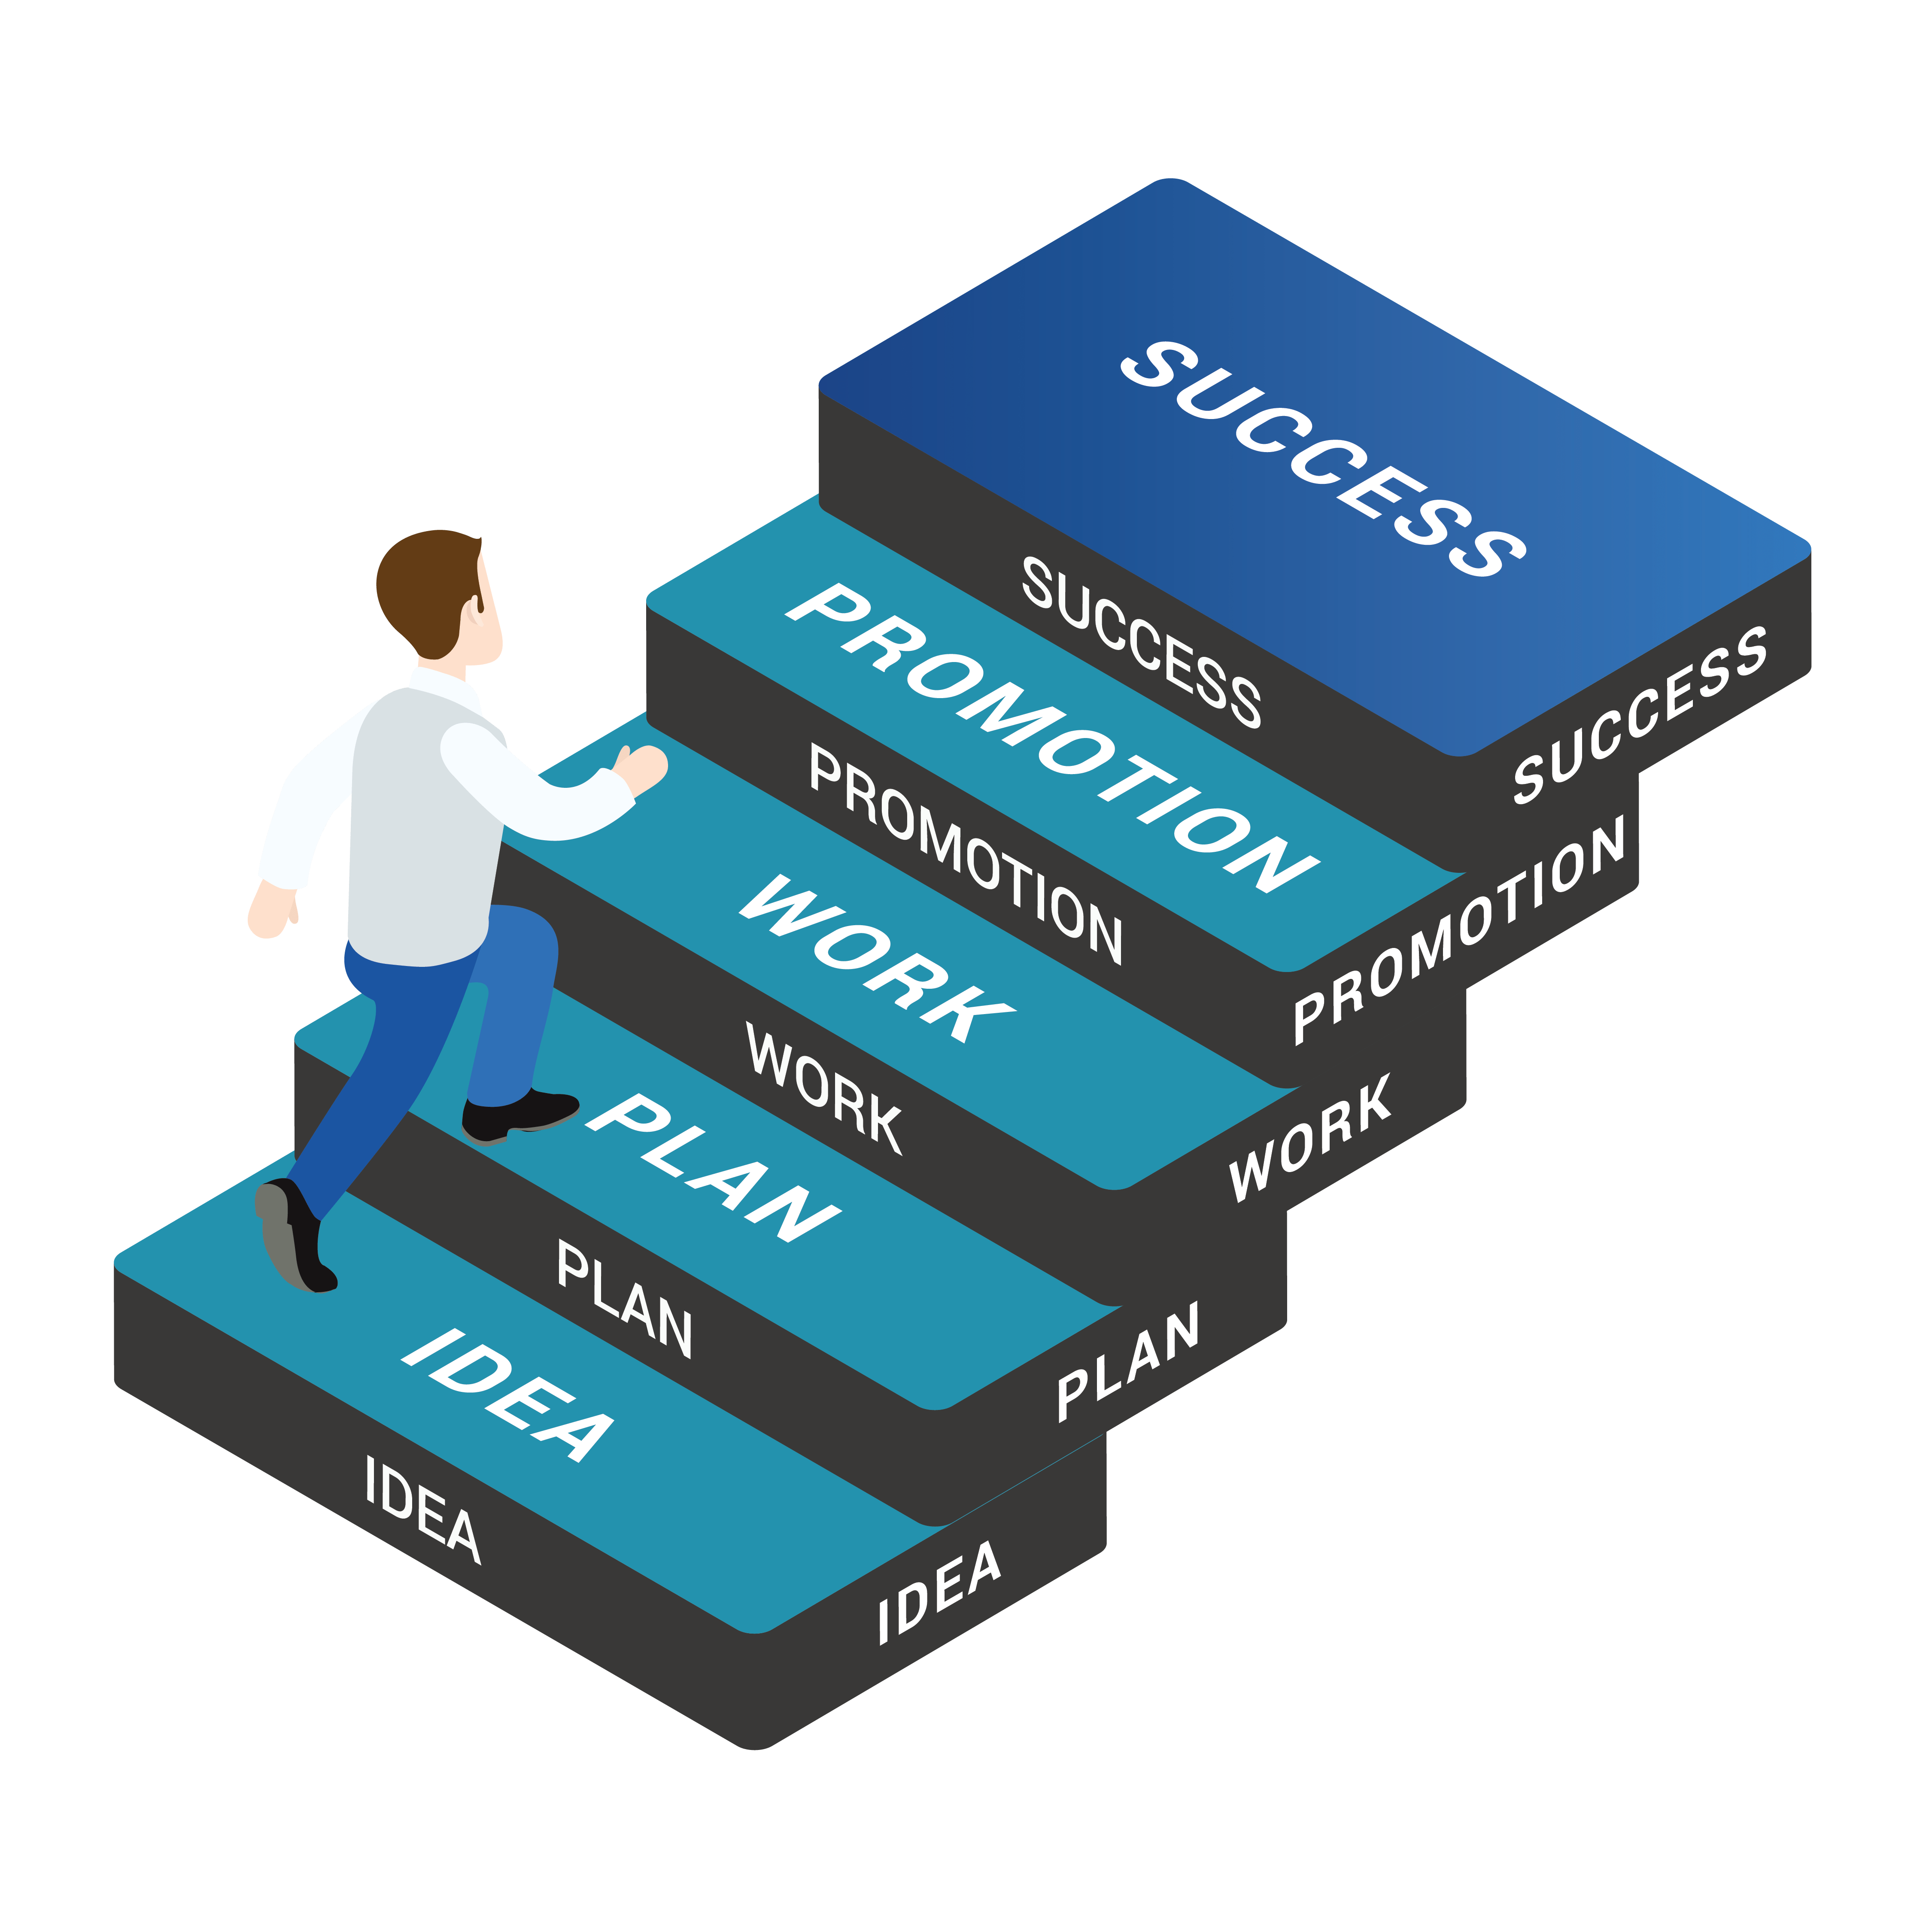 SUCCESS
SUCCESS
SUCCESS
PROMOTION
PROMOTION
PROMOTION
WORK
WORK
WORK
PLAN
PLAN
PLAN
IDEA
IDEA
IDEA